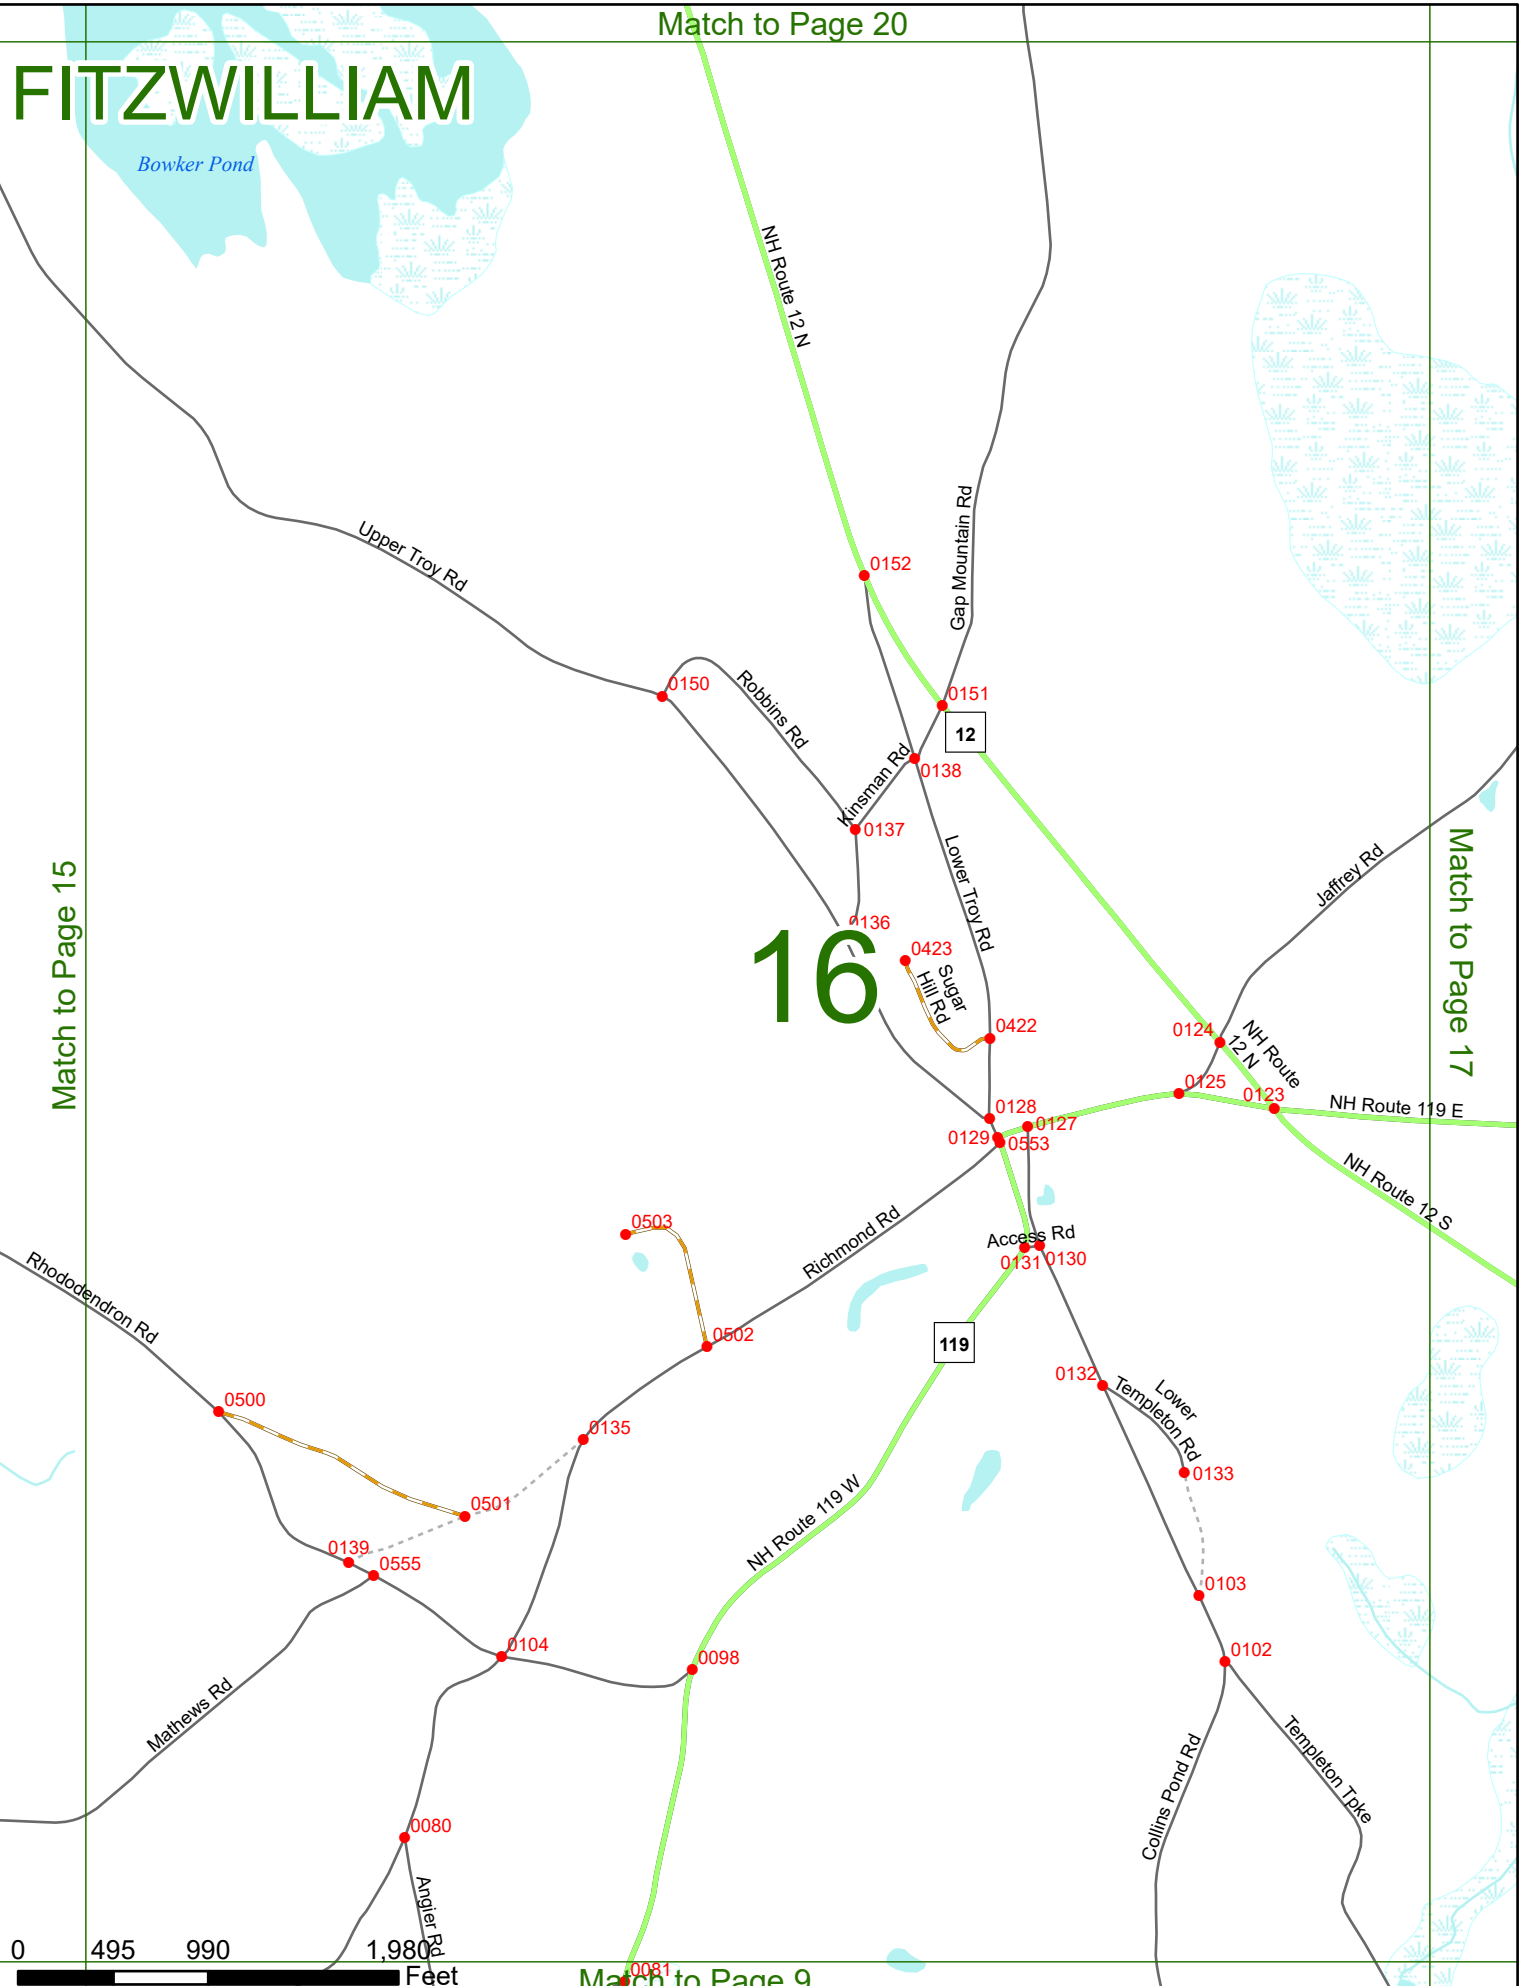 Match to Page 20
FITZWILLIAM
Bowker Pond
NH Route 12 N
Gap Mountain Rd
Upper Troy Rd
0152
0150
Robbins Rd
0151
12
Kinsman Rd
0138
0137
Lower Troy Rd
Jaffrey Rd
Match to Page 15
Match to Page 17
0136
16
0423
Sugar
Hill Rd
0422
0124
NH Route
12 N
0125
0123
NH Route 119 E
0128
0127
0129
0553
NH Route 12 S
0503
Richmond Rd
Access Rd
0131
0130
Rhododendron Rd
0502
119
0132
Lower
Templeton Rd
0500
0135
0133
0501
NH Route 119 W
0139
0555
0103
0104
0098
0102
Mathews Rd
Collins Pond Rd
Templeton Tpke
0080
Angier Rd
0 495 990 1,980
Feet
0081
Match to Page 9